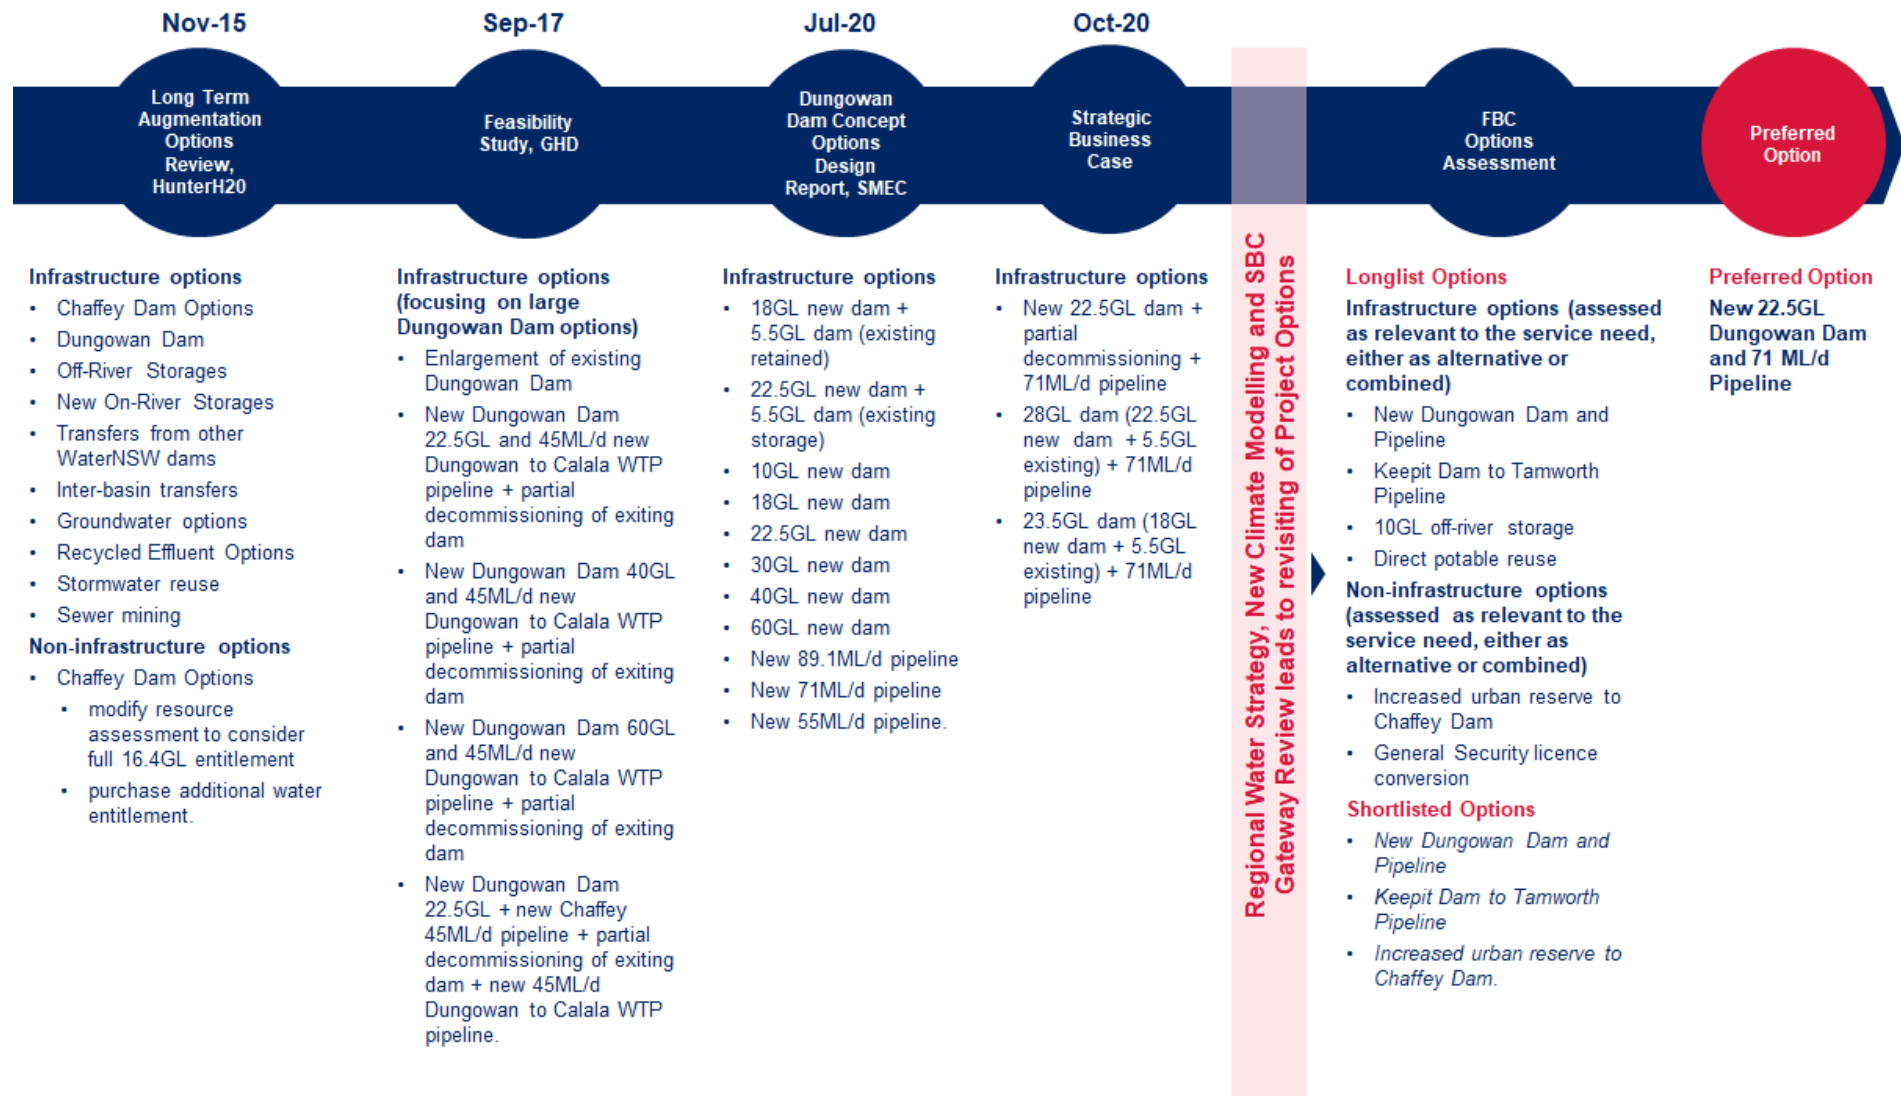 Nov-15
Sep-17
Jul-20
Oct-20
Long Term
Augmentation
Options
Review,
HunterH20
Feasibility
Study, GHD
Dungowan
Dam Concept
Options
Design
Report, SMEC
Strategic
Business
Case
FBC
Options
Assessment
Preferred
Option
Infrastructure options
• Chaffey Dam Options
• Dungowan Dam
• Off-River Storages
• New On-River Storages
• Transfers from other
WaterNSW dams
• Inter-basin transfers
• Groundwater options
• Recycled Effluent Options
• Stormwater reuse
• Sewer mining
Non-infrastructure options
• Chaffey Dam Options
• modify resource
assessment to consider
full 16.4GL entitlement
• purchase additional water
entitlement.
Infrastructure options
(focusing on large
Dungowan Dam options)
• Enlargement of existing
Dungowan Dam
• New Dungowan Dam
22.5GL and 45ML/d new
Dungowan to Calala WTP
pipeline + partial
decommissioning of exiting
dam
• New Dungowan Dam 40GL
and 45ML/d new
Dungowan to Calala WTP
pipeline + partial
decommissioning of exiting
dam
• New Dungowan Dam 60GL
and 45ML/d new
Dungowan to Calala WTP
pipeline + partial
decommissioning of exiting
dam
• New Dungowan Dam
22.5GL + new Chaffey
45ML/d pipeline + partial
decommissioning of exiting
dam + new 45ML/d
Dungowan to Calala WTP
pipeline.
Infrastructure options
• 18GL new dam +
5.5GL dam (existing
retained)
• 22.5GL new dam +
5.5GL dam (existing
storage)
• 10GL new dam
• 18GL new dam
• 22.5GL new dam
• 30GL new dam
• 40GL new dam
• 60GL new dam
• New 89.1ML/d pipeline
• New 71ML/d pipeline
• New 55ML/d pipeline.
Infrastructure options
• New 22.5GL dam +
partial
decommissioning +
71ML/d pipeline
• 28GL dam (22.5GL
new dam + 5.5GL
existing) + 71ML/d
pipeline
• 23.5GL dam (18GL
new dam + 5.5GL
existing) + 71ML/d
pipeline
Regional Water Strategy, New Climate Modelling and SBC
Gateway Review leads to revisiting of Project Options
Longlist Options
Infrastructure options (assessed
as relevant to the service need,
either as alternative or
combined)
• New Dungowan Dam and
Pipeline
• Keepit Dam to Tamworth
Pipeline
• 10GL off-river storage
• Direct potable reuse
Non-infrastructure options
(assessed as relevant to the
service need, either as
alternative or combined)
• Increased urban reserve to
Chaffey Dam
• General Security licence
conversion
Shortlisted Options
• New Dungowan Dam and
Pipeline
• Keepit Dam to Tamworth
Pipeline
• Increased urban reserve to
Chaffey Dam.
Preferred Option
New 22.5GL
Dungowan Dam
and 71 ML/d
Pipeline